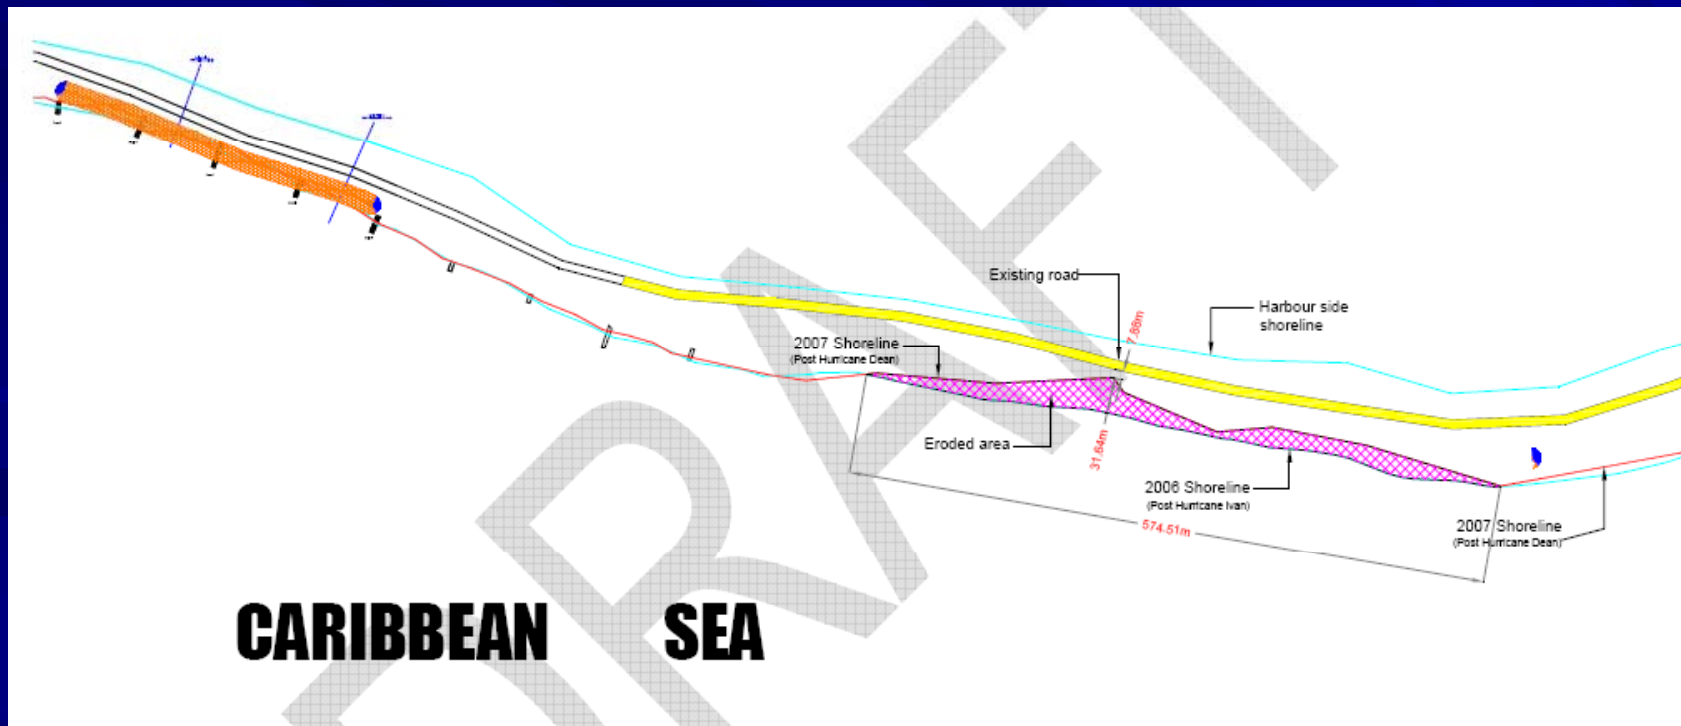 Existing road
7.88m
Harbour side
shoreline
2007 Shoreline
(Post Hurricane Dean)
Eroded area
31.64m
2006 Shoreline
(Post Hurricane Ivan)
574.51m
2007 Shoreline
(Post Hurricane Dean)
CARIBBEAN SEA
DRAFT